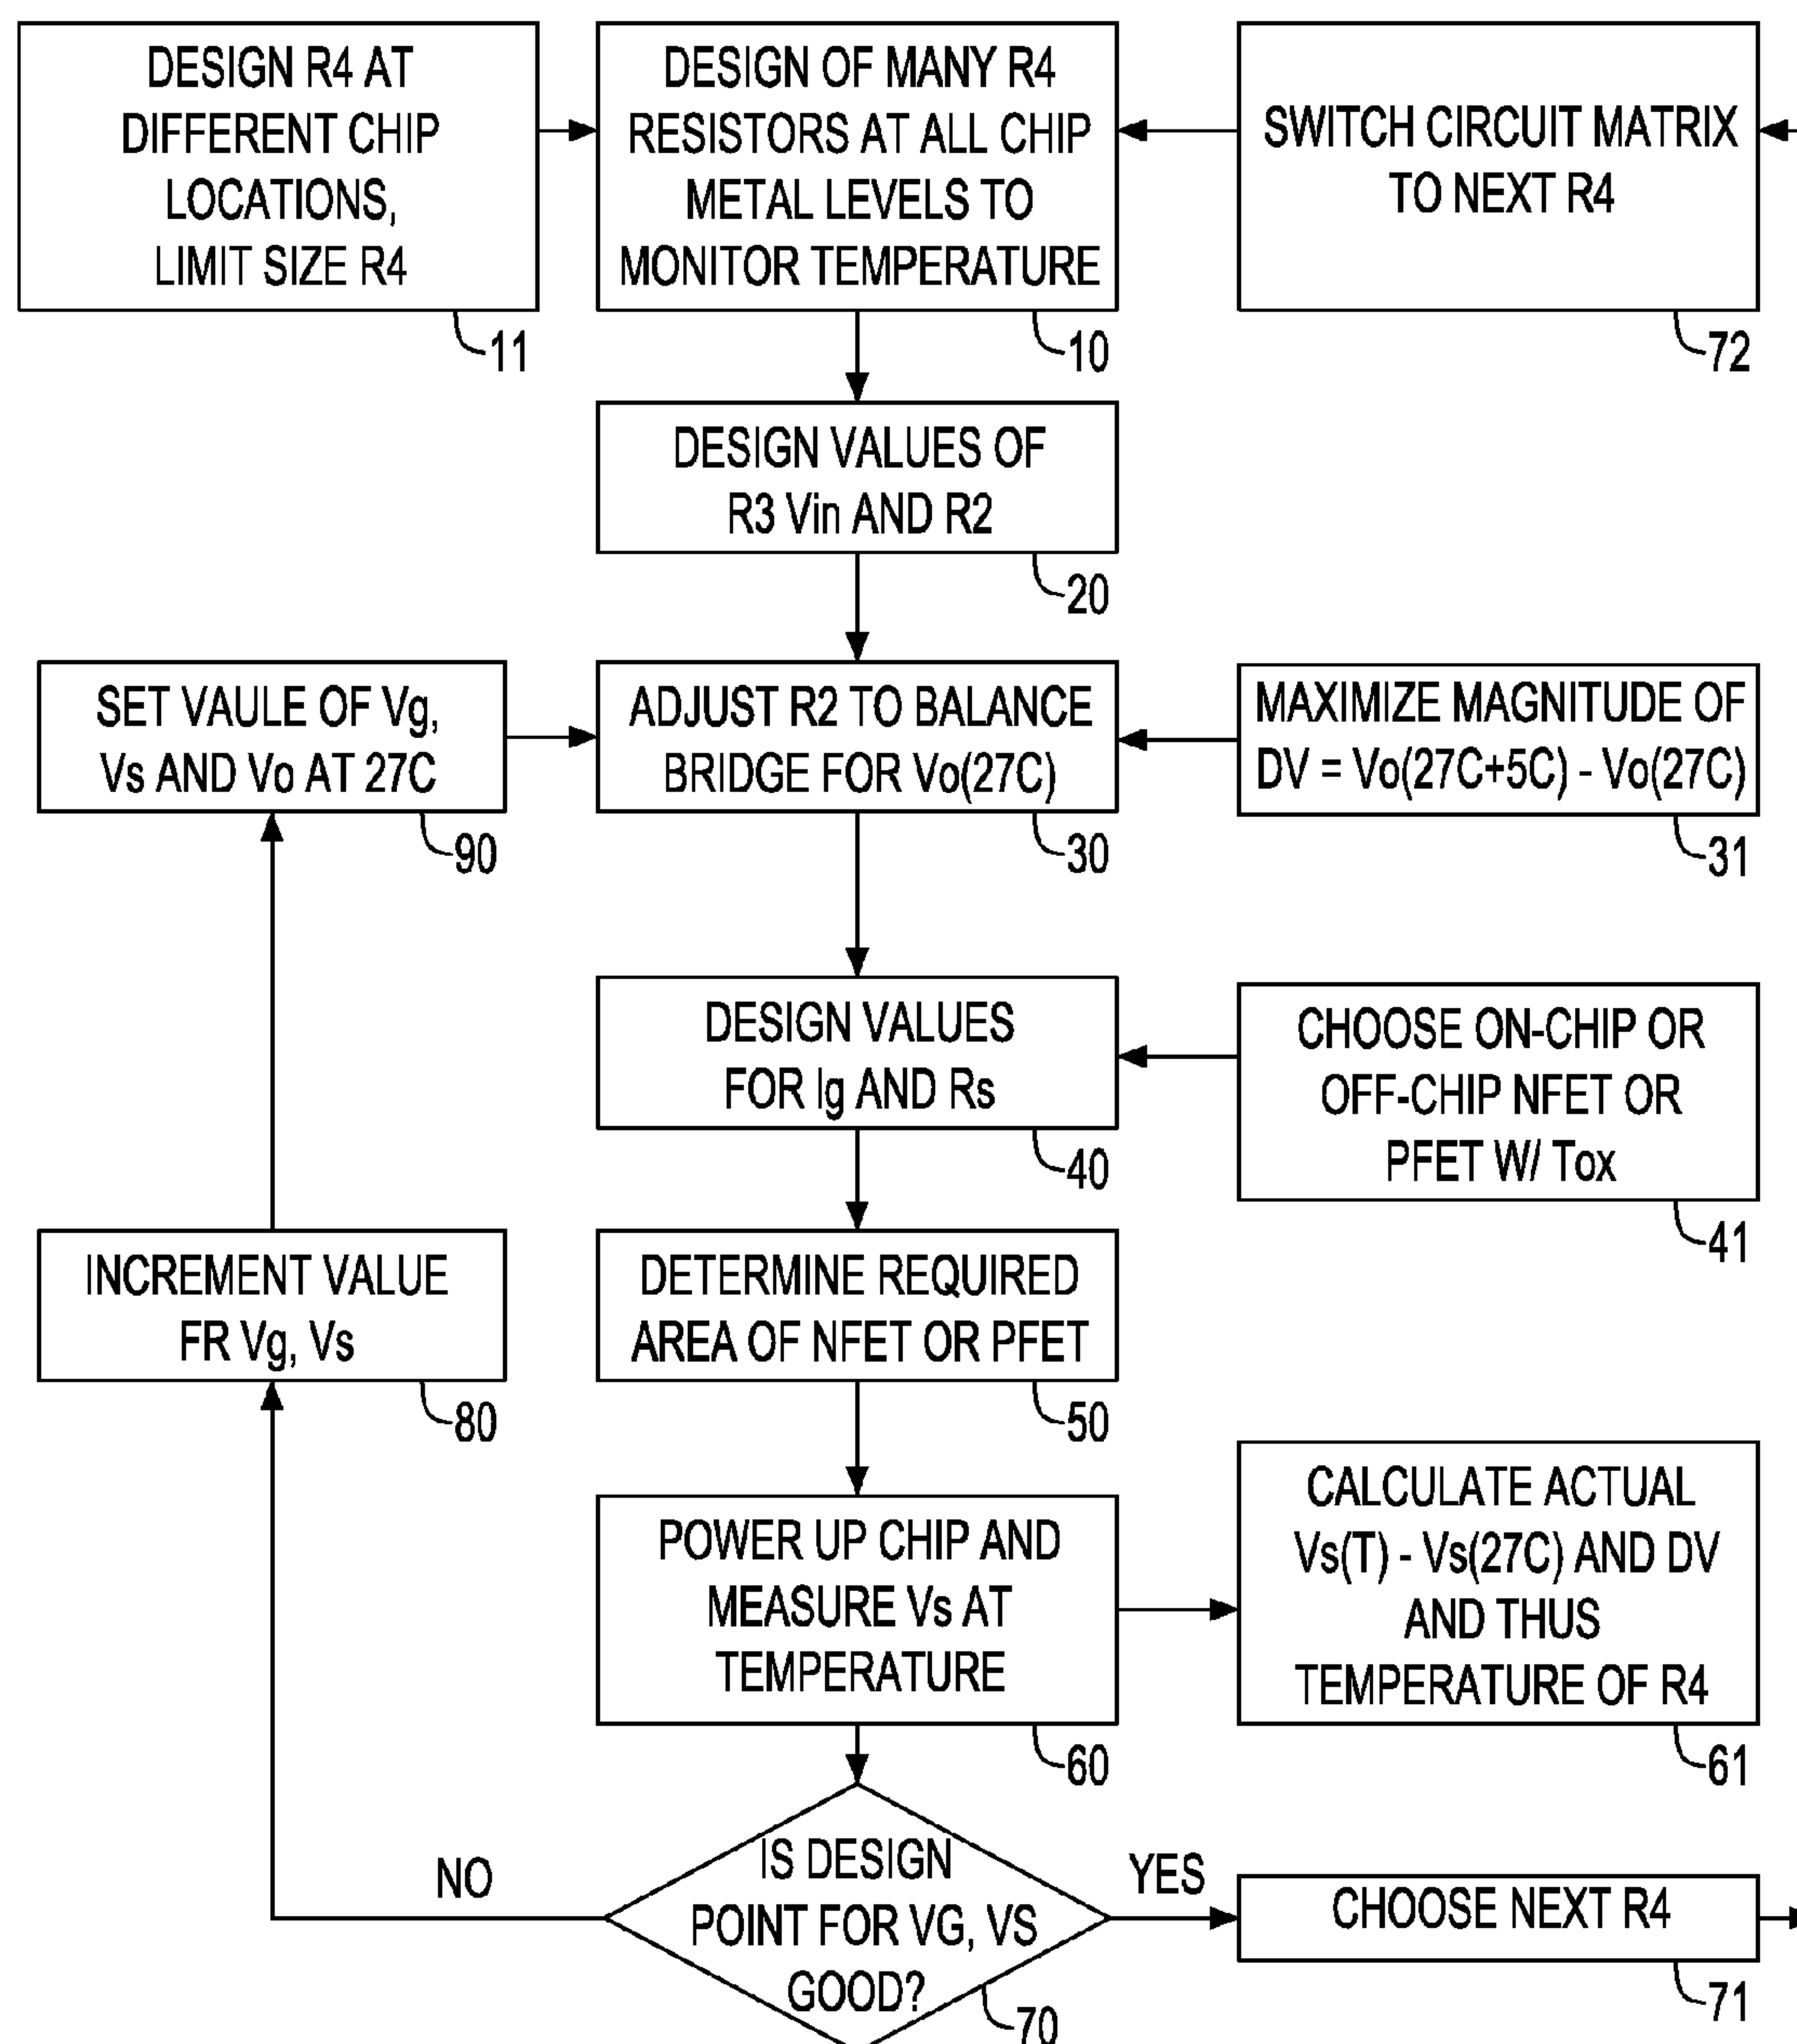 DESIGN R4 AT
DIFFERENT CHIP
LOCATIONS,
LIMIT SIZE R4
11
DESIGN OF MANY R4
RESISTORS AT ALL CHIP
METAL LEVELS TO
MONITOR TEMPERATURE
10
SWITCH CIRCUIT MATRIX
TO NEXT R4
72
DESIGN VALUES OF
R3 Vin AND R2
20
SET VAULE OF Vg,
Vs AND Vo AT 27C
90
ADJUST R2 TO BALANCE
BRIDGE FOR Vo(27C)
30
MAXIMIZE MAGNITUDE OF
DV = Vo(27C+5C) - Vo(27C)
31
DESIGN VALUES
FOR Ig AND Rs
40
CHOOSE ON-CHIP OR
OFF-CHIP NFET OR
PFET W/ Tox
41
INCREMENT VALUE
FR Vg, Vs
80
DETERMINE REQUIRED
AREA OF NFET OR PFET
50
POWER UP CHIP AND
MEASURE Vs AT
TEMPERATURE
60
CALCULATE ACTUAL
Vs(T) - Vs(27C) AND DV
AND THUS
TEMPERATURE OF R4
61
NO
IS DESIGN
POINT FOR VG, VS
GOOD?
70
YES
CHOOSE NEXT R4
71